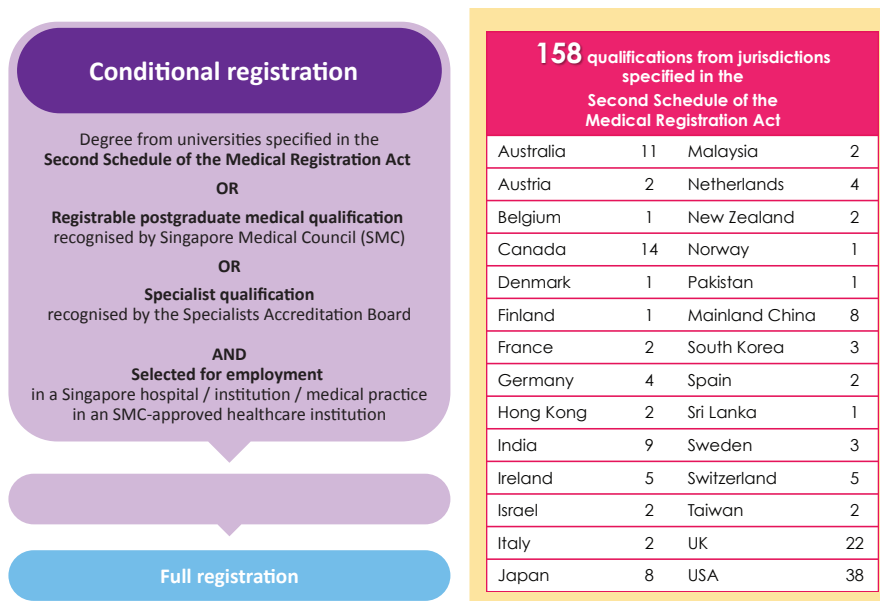 Conditional registration
Degree from universities specified in the
Second Schedule of the Medical Registration Act
OR
Registrable postgraduate medical qualification
recognised by Singapore Medical Council (SMC)
OR
Specialist qualification
recognised by the Specialists Accreditation Board
AND
Selected for employment
in a Singapore hospital / institution / medical practice
in an SMC-approved healthcare institution
Full registration
158 qualifications from jurisdictions
specified in the
Second Schedule of the
Medical Registration Act
Australia 11 Malaysia 2
Austria 2 Netherlands 4
Belgium 1 New Zealand 2
Canada 14 Norway 1
Denmark 1 Pakistan 1
Finland 1 Mainland China 8
France 2 South Korea 3
Germany 4 Spain 2
Hong Kong 2 Sri Lanka 1
India 9 Sweden 3
Ireland 5 Switzerland 5
Israel 2 Taiwan 2
Italy 2 UK 22
Japan 8 USA 38